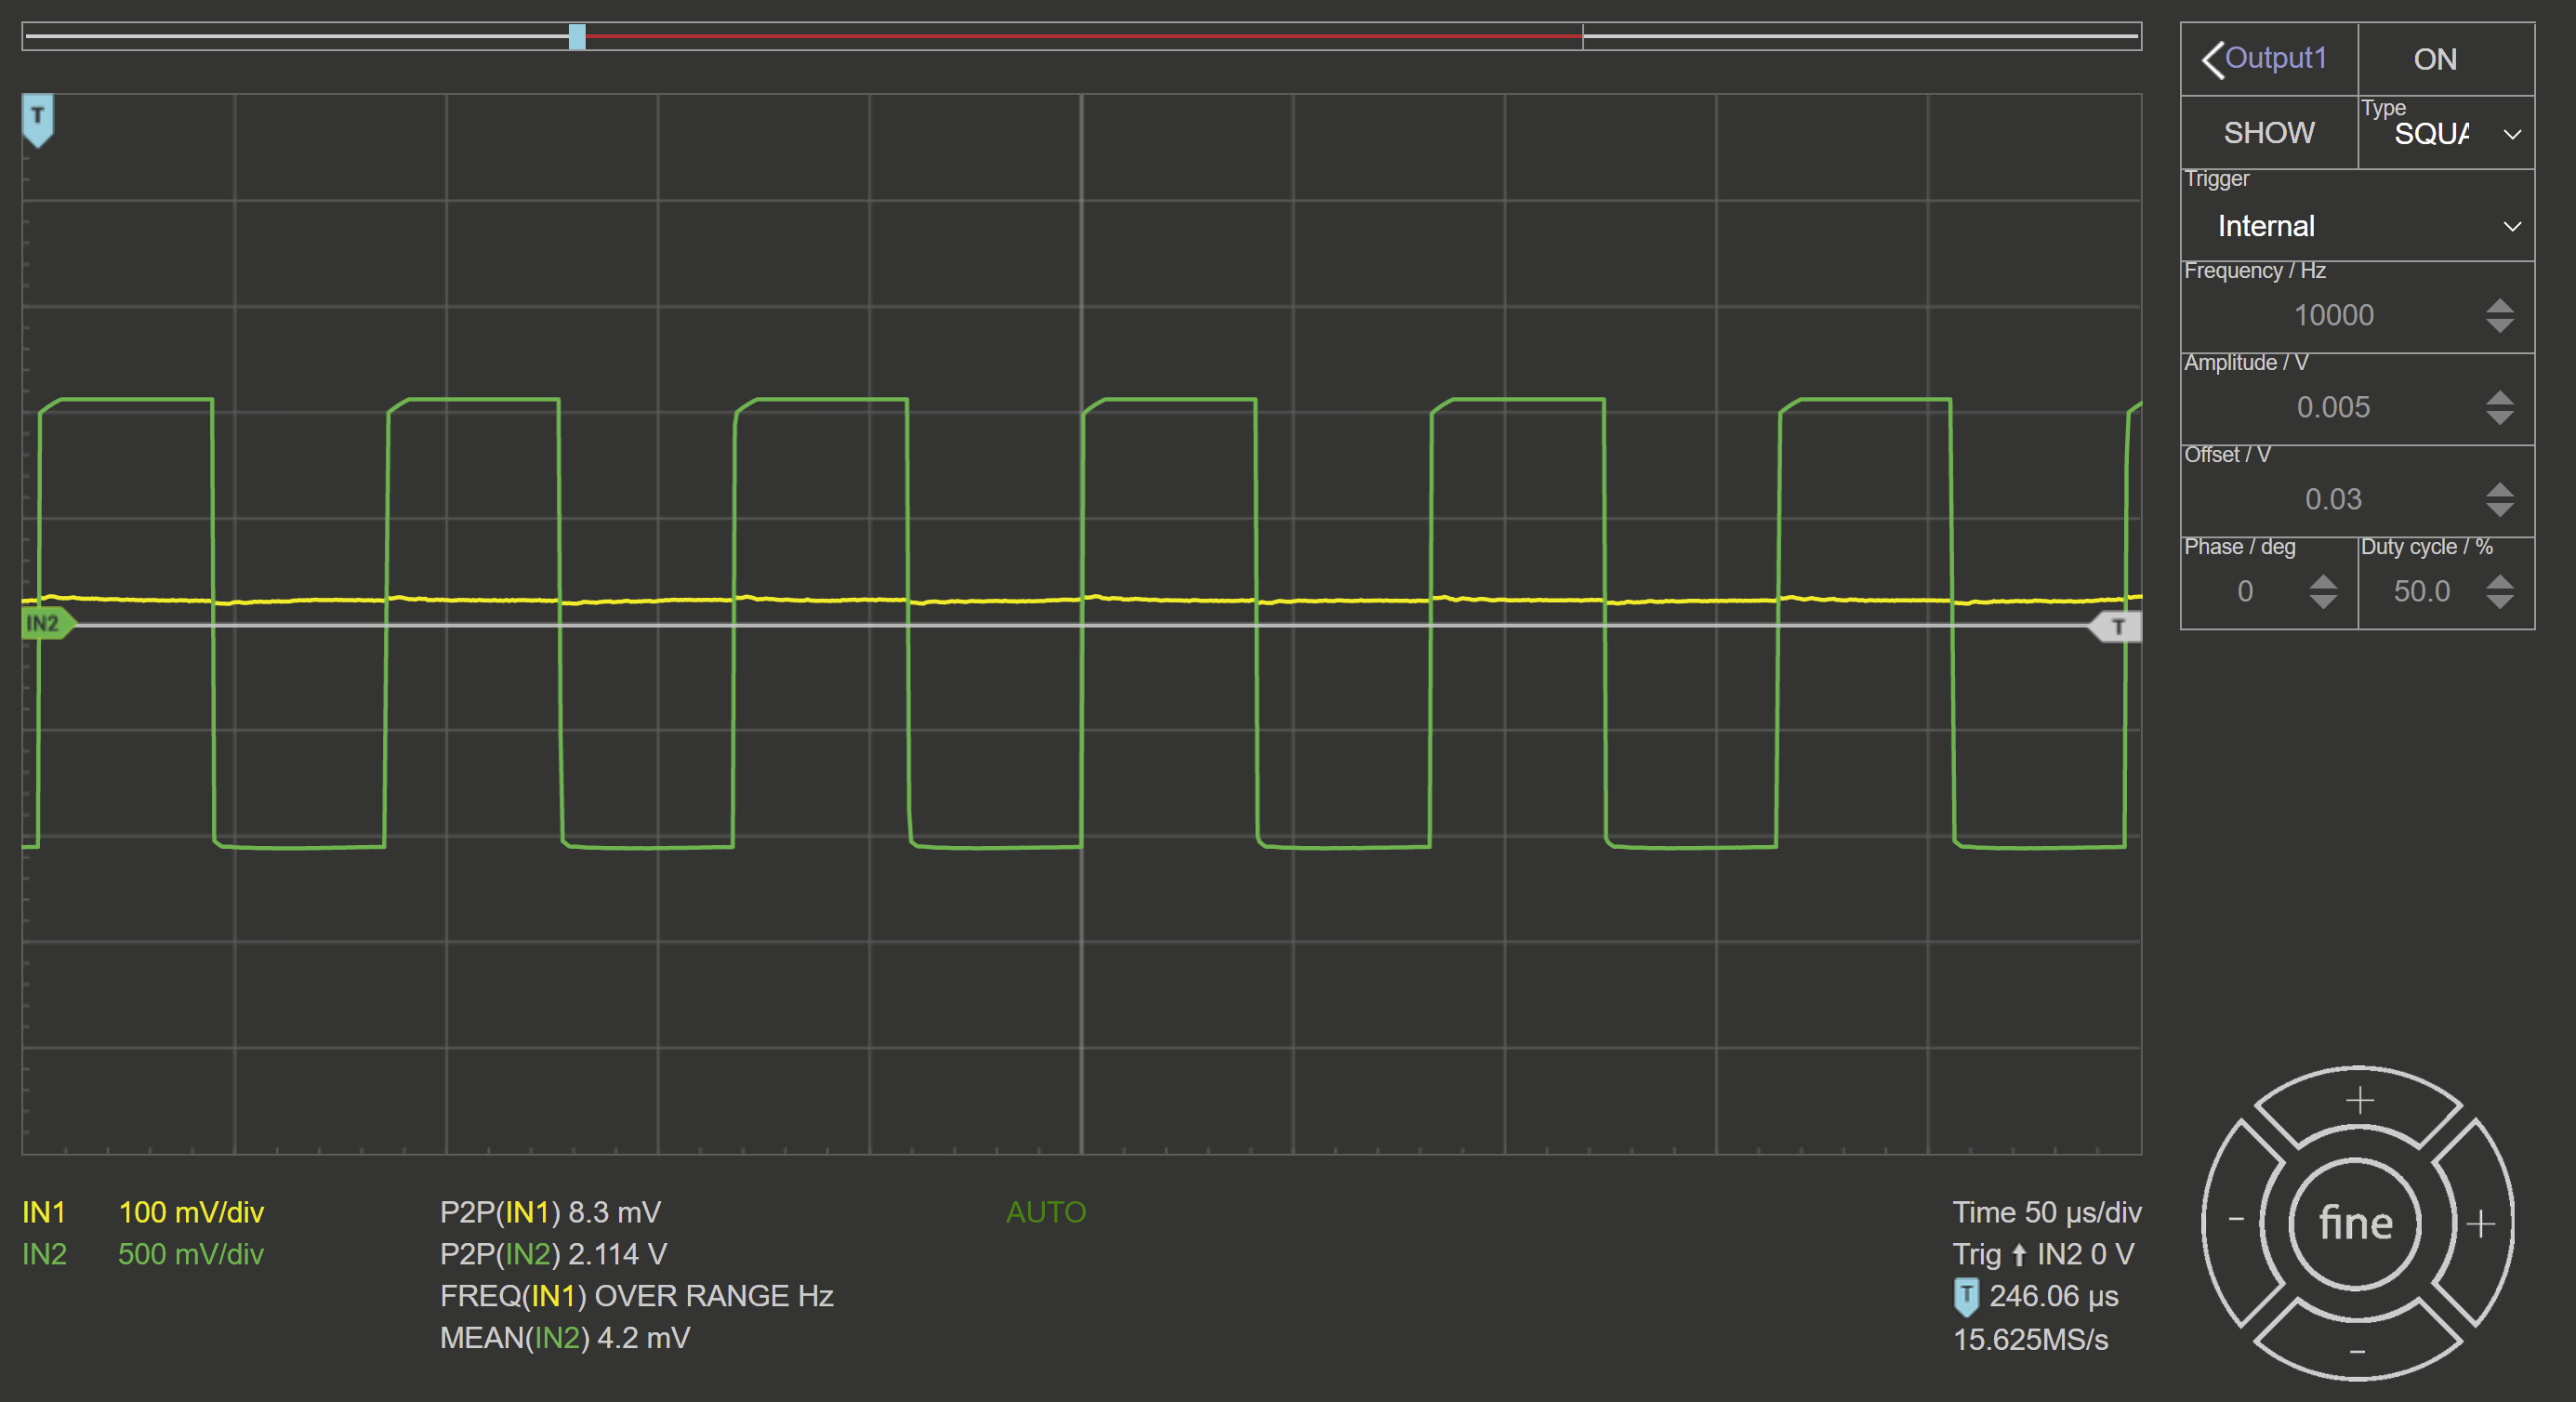 Output1 ON
SHOW Type SQUA
Trigger
Internal
Frequency / Hz
10000
Amplitude / V
0.005
Offset / V
0.03
Phase / deg Duty cycle / %
0 50.0
T
IN2
T
IN1 100 mV/div P2P(IN1) 8.3 mV AUTO Time 50 µs/div
IN2 500 mV/div P2P(IN2) 2.114 V Trig IN2 0 V
FREQ(IN1) OVER RANGE Hz T 246.06 µs
MEAN(IN2) 4.2 mV 15.625MS/s
+
- fine +
-